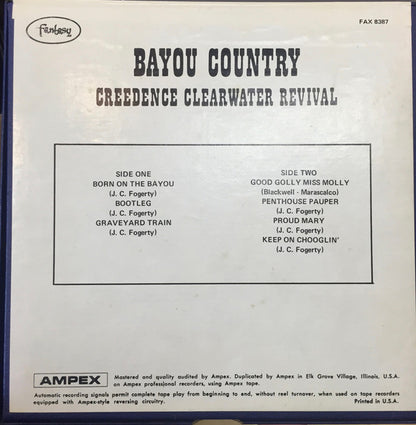 Fantasy
FAX 8387
BAYOU COUNTRY
CREEDENCE CLEARWATER REVIVAL
SIDE ONE
BORN ON THE BAYOU
(J. C. Fogerty)
BOOTLEG
(J. C. Fogerty)
GRAVEYARD TRAIN
(J. C. Fogerty)
SIDE TWO
GOOD GOLLY MISS MOLLY
(Blackwell - Marascalco)
PENTHOUSE PAUPER
(J. C. Fogerty)
PROUD MARY
(J. C. Fogerty)
KEEP ON CHOOGLIN'
(J. C. Fogerty)
AMPEX
Mastered and quality audited by Ampex. Duplicated by Ampex in Elk Grove Village, Illinois, U.S.A.
on Ampex professional recorders, using Ampex tape.
Automatic recording signals permit complete tape play from beginning to end, without reel turnover, when used on tape recorders
equipped with Ampex-style reversing circuitry.
Printed in U.S.A.